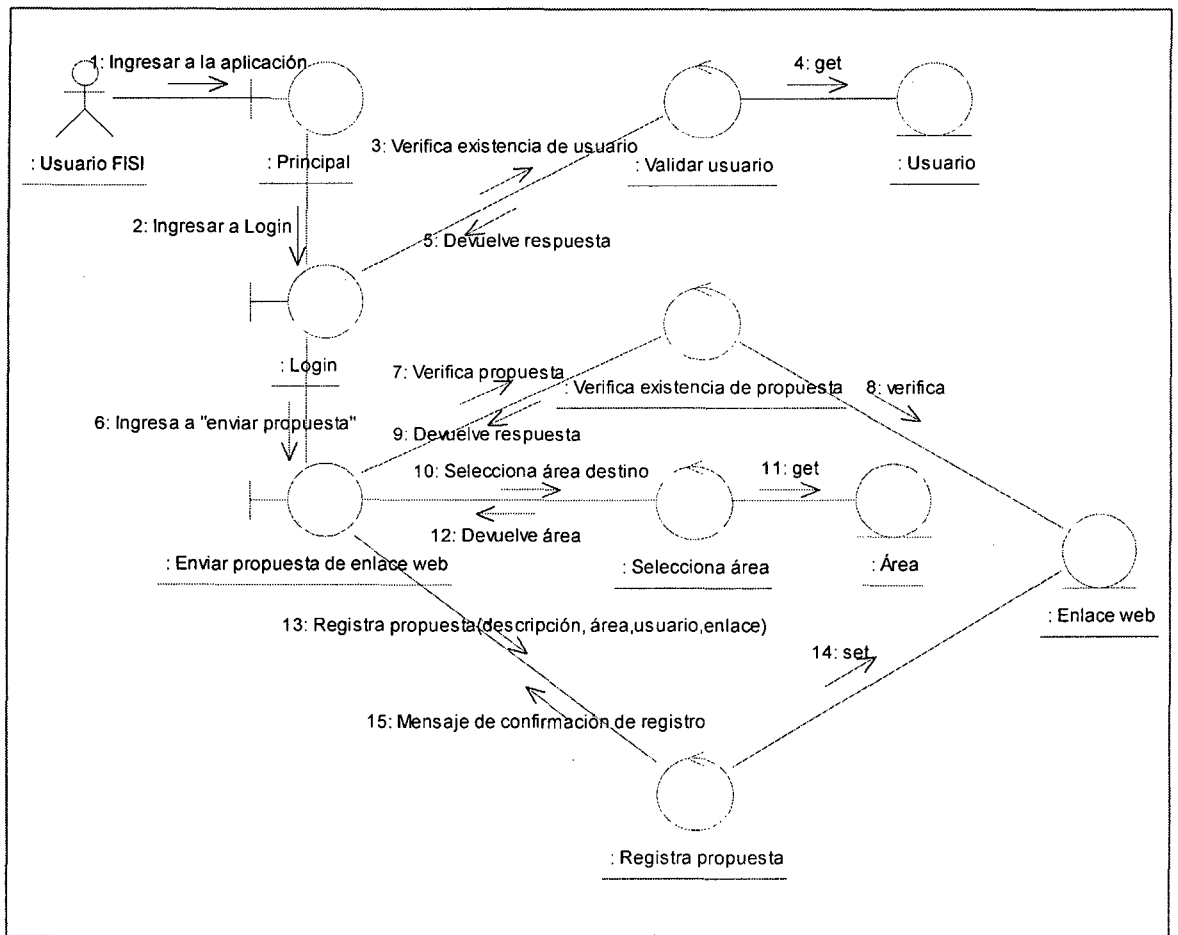 1: Ingresar a la aplicación
4: get
: Usuario FISI
: Principal
3: Verifica existencia de usuario
: Validar usuario
: Usuario
2: Ingresar a Login
5: Devuelve respuesta
: Login
7: Verifica propuesta
: Verifica existencia de propuesta
8: verifica
6: Ingresa a "enviar propuesta"
9: Devuelve respuesta
10: Selecciona área destino
11: get
12: Devuelve área
: Enviar propuesta de enlace web
: Selecciona área
: Área
: Enlace web
13: Registra propuesta(descripción, área,usuario,enlace)
14: set
15: Mensaje de confirmación de registro
: Registra propuesta